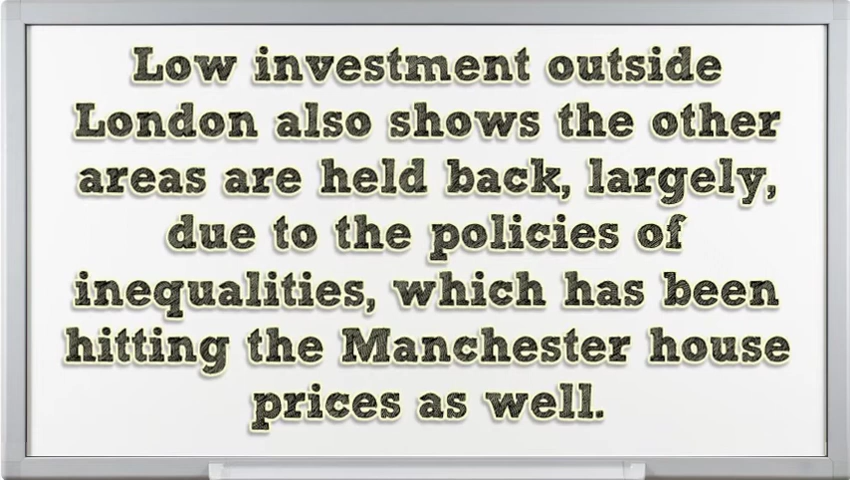 Low investment outside
London also shows the other
areas are held back, largely,
due to the policies of
inequalities, which has been
hitting the Manchester house
prices as well.